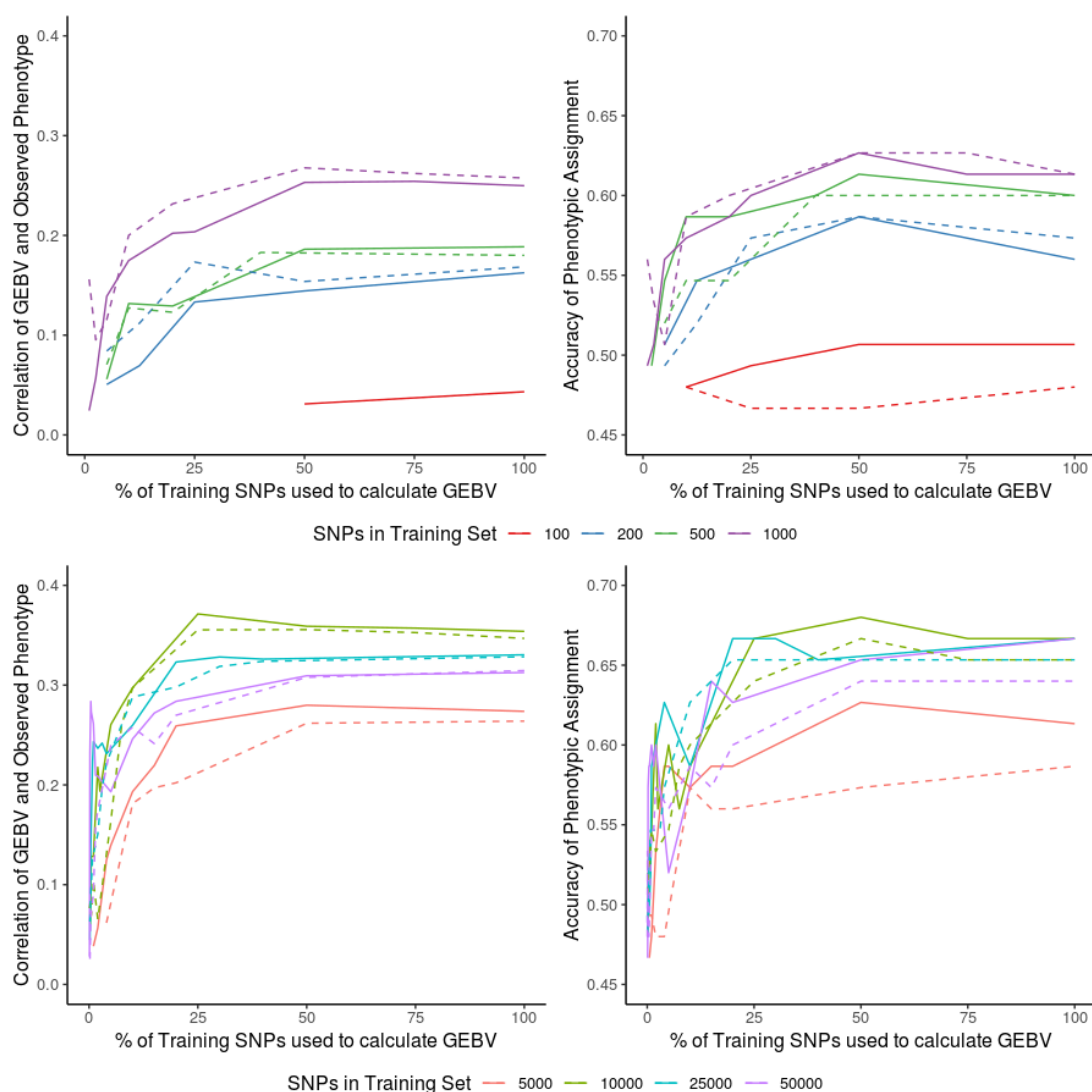 Correlation of GEBV and Observed Phenotype
0.4
0.3
0.2
0.1
0.0
0 25 50 75 100
% of Training SNPs used to calculate GEBV
Accuracy of Phenotypic Assignment
0.70
0.65
0.60
0.55
0.50
0.45
0 25 50 75 100
% of Training SNPs used to calculate GEBV
SNPs in Training Set 100 200 500 1000
Correlation of GEBV and Observed Phenotype
0.4
0.3
0.2
0.1
0.0
0 25 50 75 100
% of Training SNPs used to calculate GEBV
Accuracy of Phenotypic Assignment
0.70
0.65
0.60
0.55
0.50
0.45
0 25 50 75 100
% of Training SNPs used to calculate GEBV
SNPs in Training Set 5000 10000 25000 50000